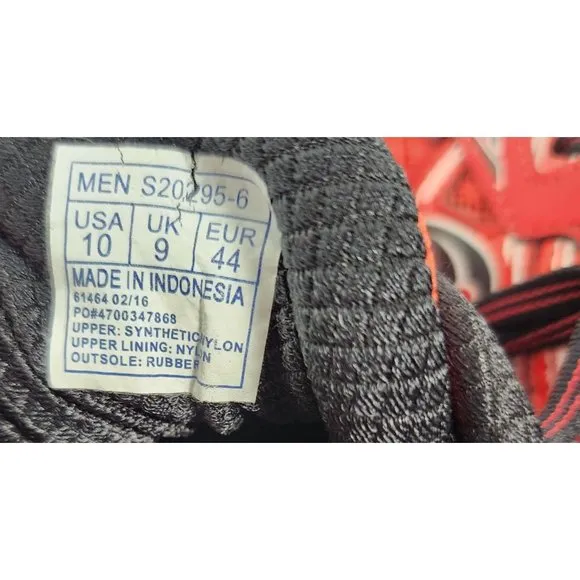 MEN S20295-6
USA UK EUR
10 9 44
MADE IN INDONESIA
61464 02/16
PO#4700347868
UPPER: SYNTHETIC/NYLON
UPPER LINING: NYLON
OUTSOLE: RUBBER